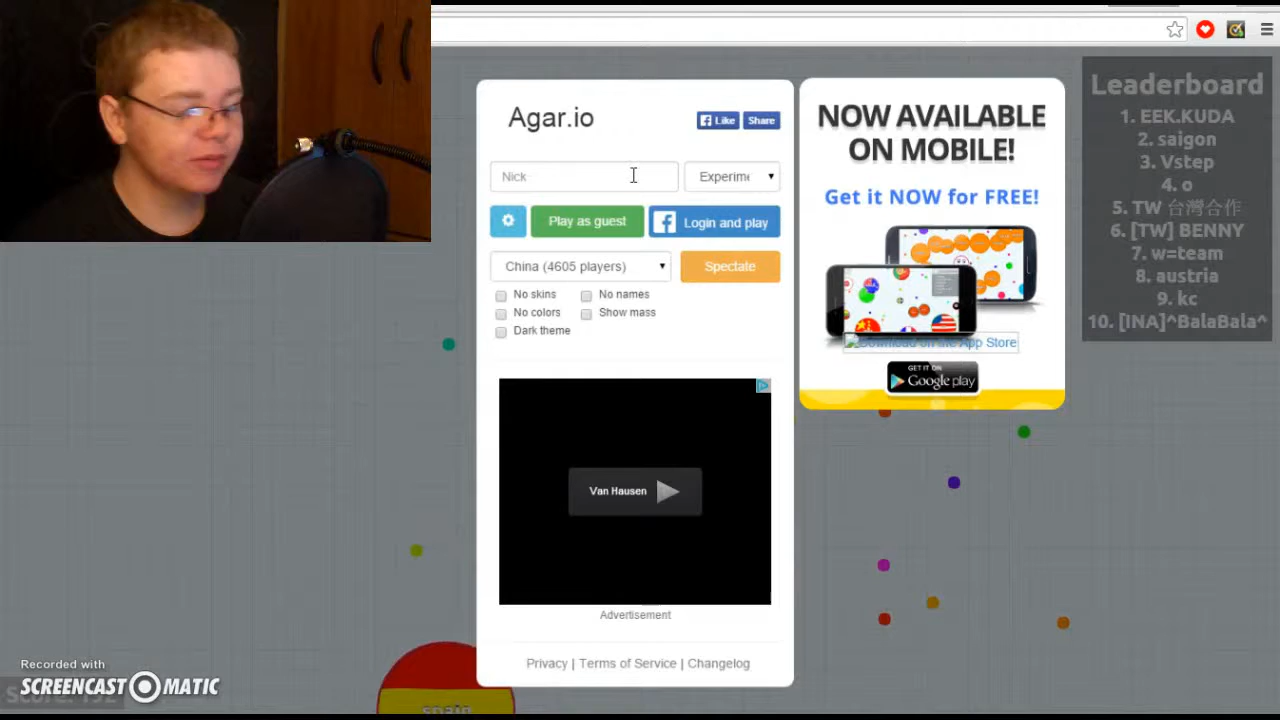 Agar.io
Like
Share
Nick
Experime
Play as guest
Login and play
China (4605 players)
Spectate
No skins
No names
No colors
Show mass
Dark theme
Van Hausen
Advertisement
Privacy | Terms of Service | Changelog
NOW AVAILABLE
ON MOBILE!
Get it NOW for FREE!
Download on the App Store
GET IT ON
Google play
Leaderboard
1. EEK.KUDA
2. saigon
3. Vstep
4. o
5. TW 台灣合作
6. [TW] BENNY
7. w=team
8. austria
9. kc
10. [INA]^BalaBala^
spain
Recorded with
SCREENCAST MATIC